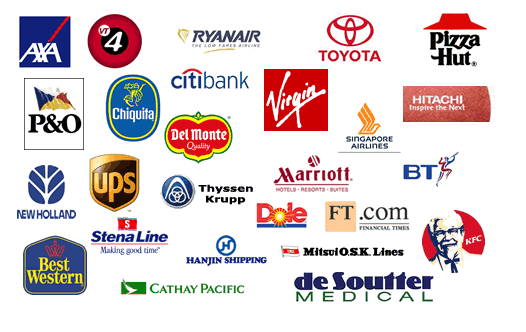 AXA
VT
4
RYANAIR
THE LOW FARES AIRLINE
TOYOTA
Pizza
Hut®
P&O
Chiquita
citibank
Virgin
HITACHI
Inspire the Next
Del Monte
Quality
SINGAPORE
AIRLINES
NEW HOLLAND
ups
Thyssen
Krupp
Marriott
HOTELS · RESORTS · SUITES
BT
S
Stena Line
Making good time
Dole
FT.com
FINANCIAL TIMES
KFC
Best
Western
H
HANJIN SHIPPING
Mitsui O.S.K. Lines
CATHAY PACIFIC
de Soutter
MEDICAL